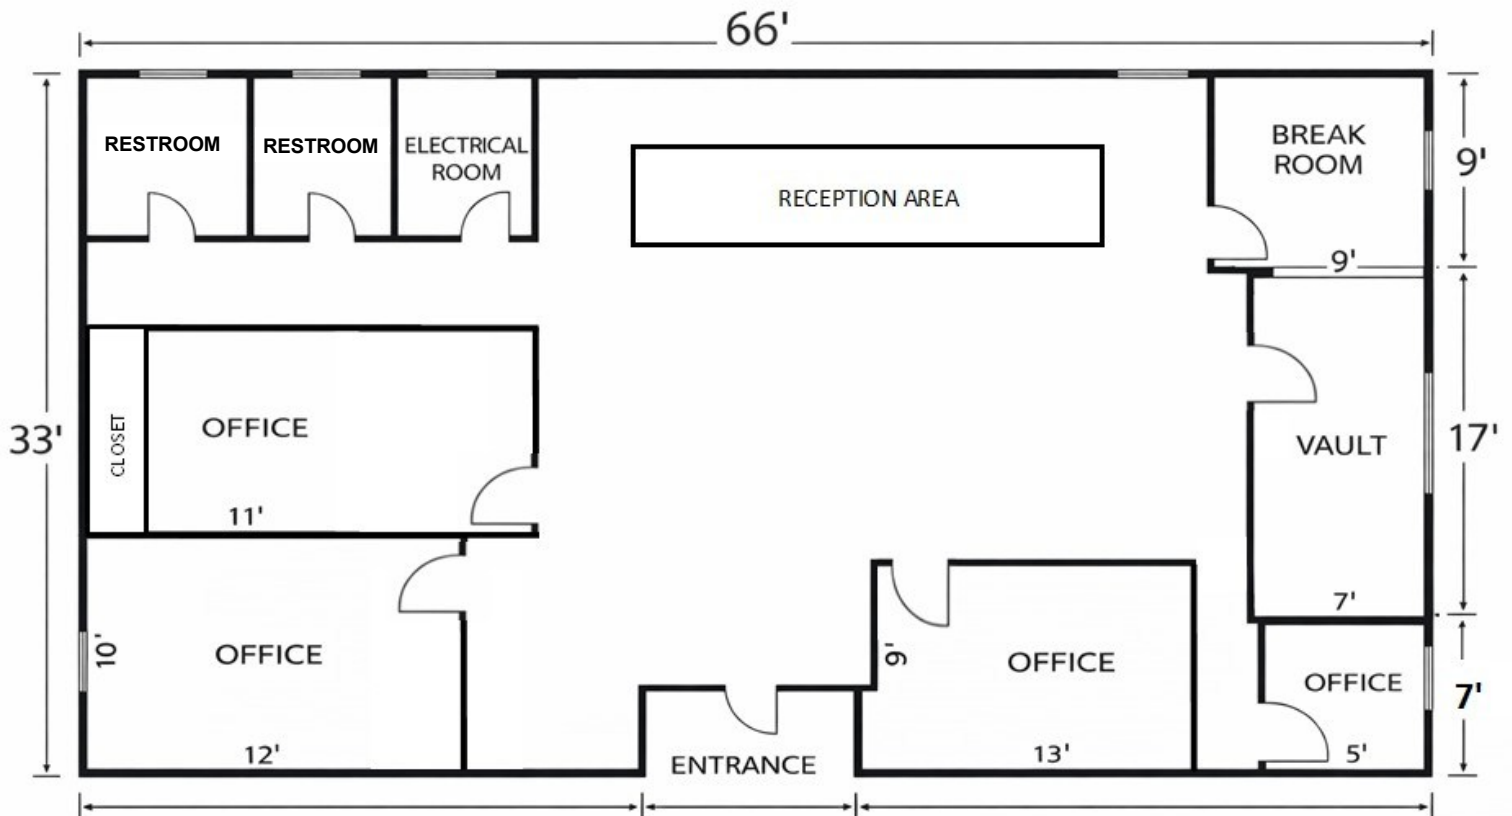 66'
RESTROOM
RESTROOM
ELECTRICAL
ROOM
RECEPTION AREA
BREAK
ROOM
9'
9'
33'
CLOSET
OFFICE
11'
VAULT
17'
7'
10'
OFFICE
12'
ENTRANCE
9'
OFFICE
13'
OFFICE
5'
7'